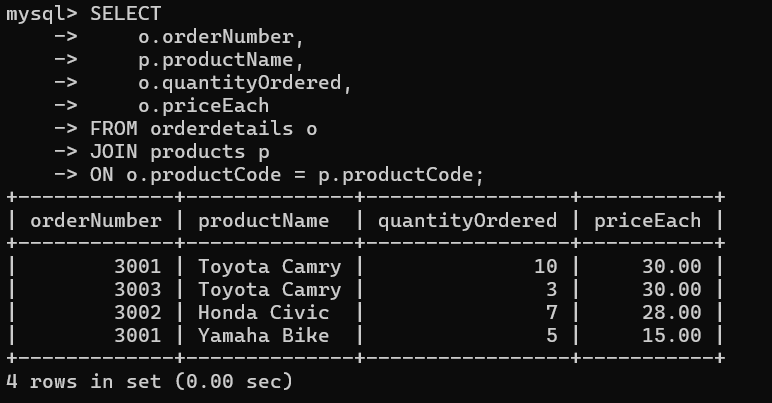 mysql> SELECT
    ->     o.orderNumber,
    ->     p.productName,
    ->     o.quantityOrdered,
    ->     o.priceEach
    -> FROM orderdetails o
    -> JOIN products p
    -> ON o.productCode = p.productCode;
+-------------+--------------+-----------------+-----------+
| orderNumber | productName  | quantityOrdered | priceEach |
+-------------+--------------+-----------------+-----------+
|        3001 | Toyota Camry |              10 |     30.00 |
|        3003 | Toyota Camry |               3 |     30.00 |
|        3002 | Honda Civic  |               7 |     28.00 |
|        3001 | Yamaha Bike  |               5 |     15.00 |
+-------------+--------------+-----------------+-----------+
4 rows in set (0.00 sec)